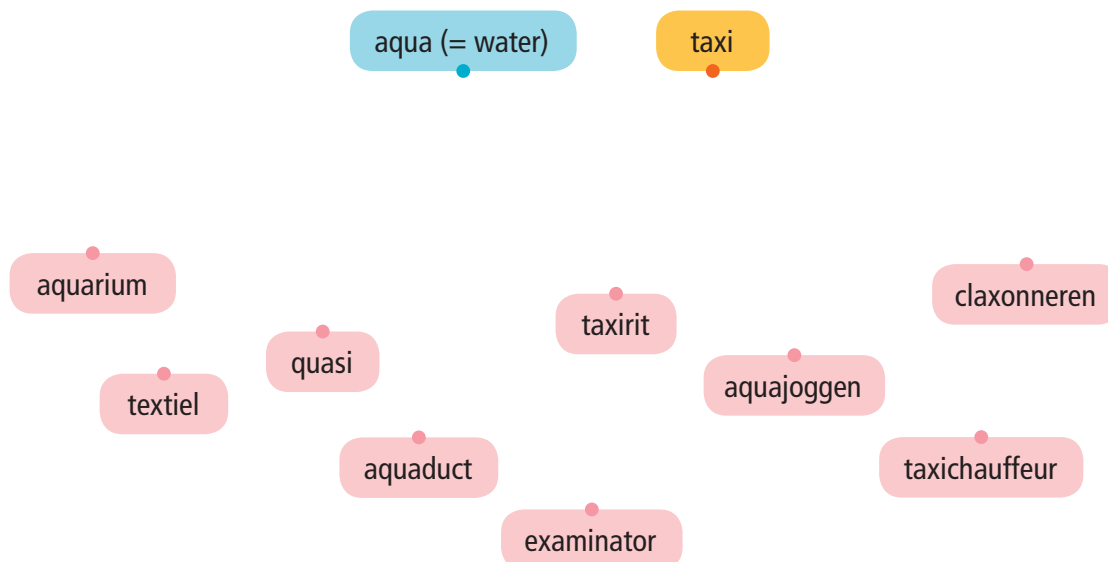 aqua (= water)
taxi
aquarium
claxonneren
taxirit
quasi
aquajoggen
textiel
aquaduct
taxichauffeur
examinator